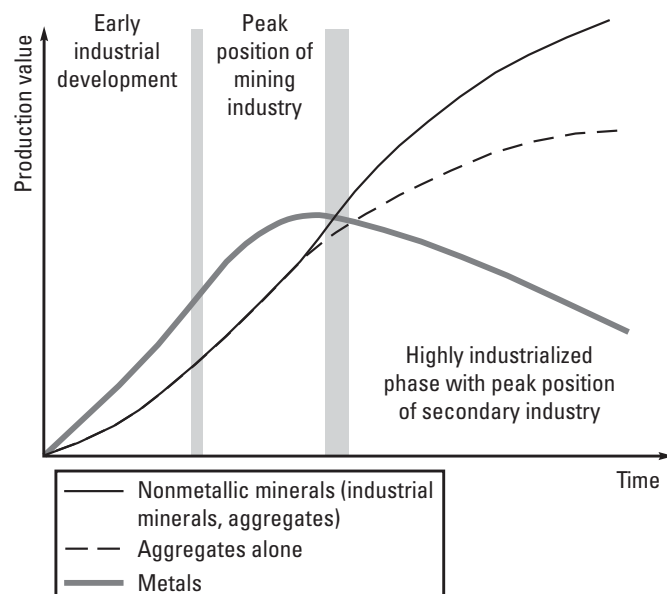 Early
industrial
development
Peak
position of
mining
industry
Production value
Highly industrialized
phase with peak position
of secondary industry
Time
Nonmetallic minerals (industrial
minerals, aggregates)
Aggregates alone
Metals